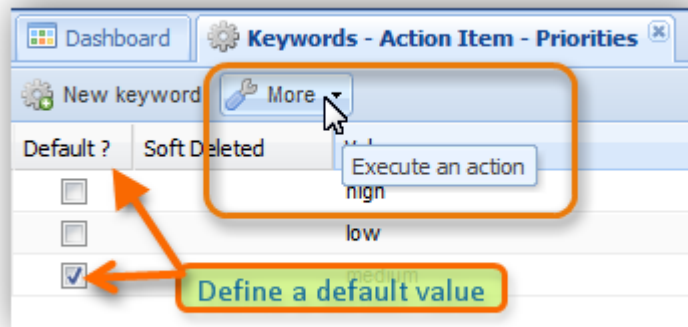 Dashboard Keywords - Action Item - Priorities
New keyword More
Default ? Soft Deleted
Execute an action
high
low
medium
Define a default value